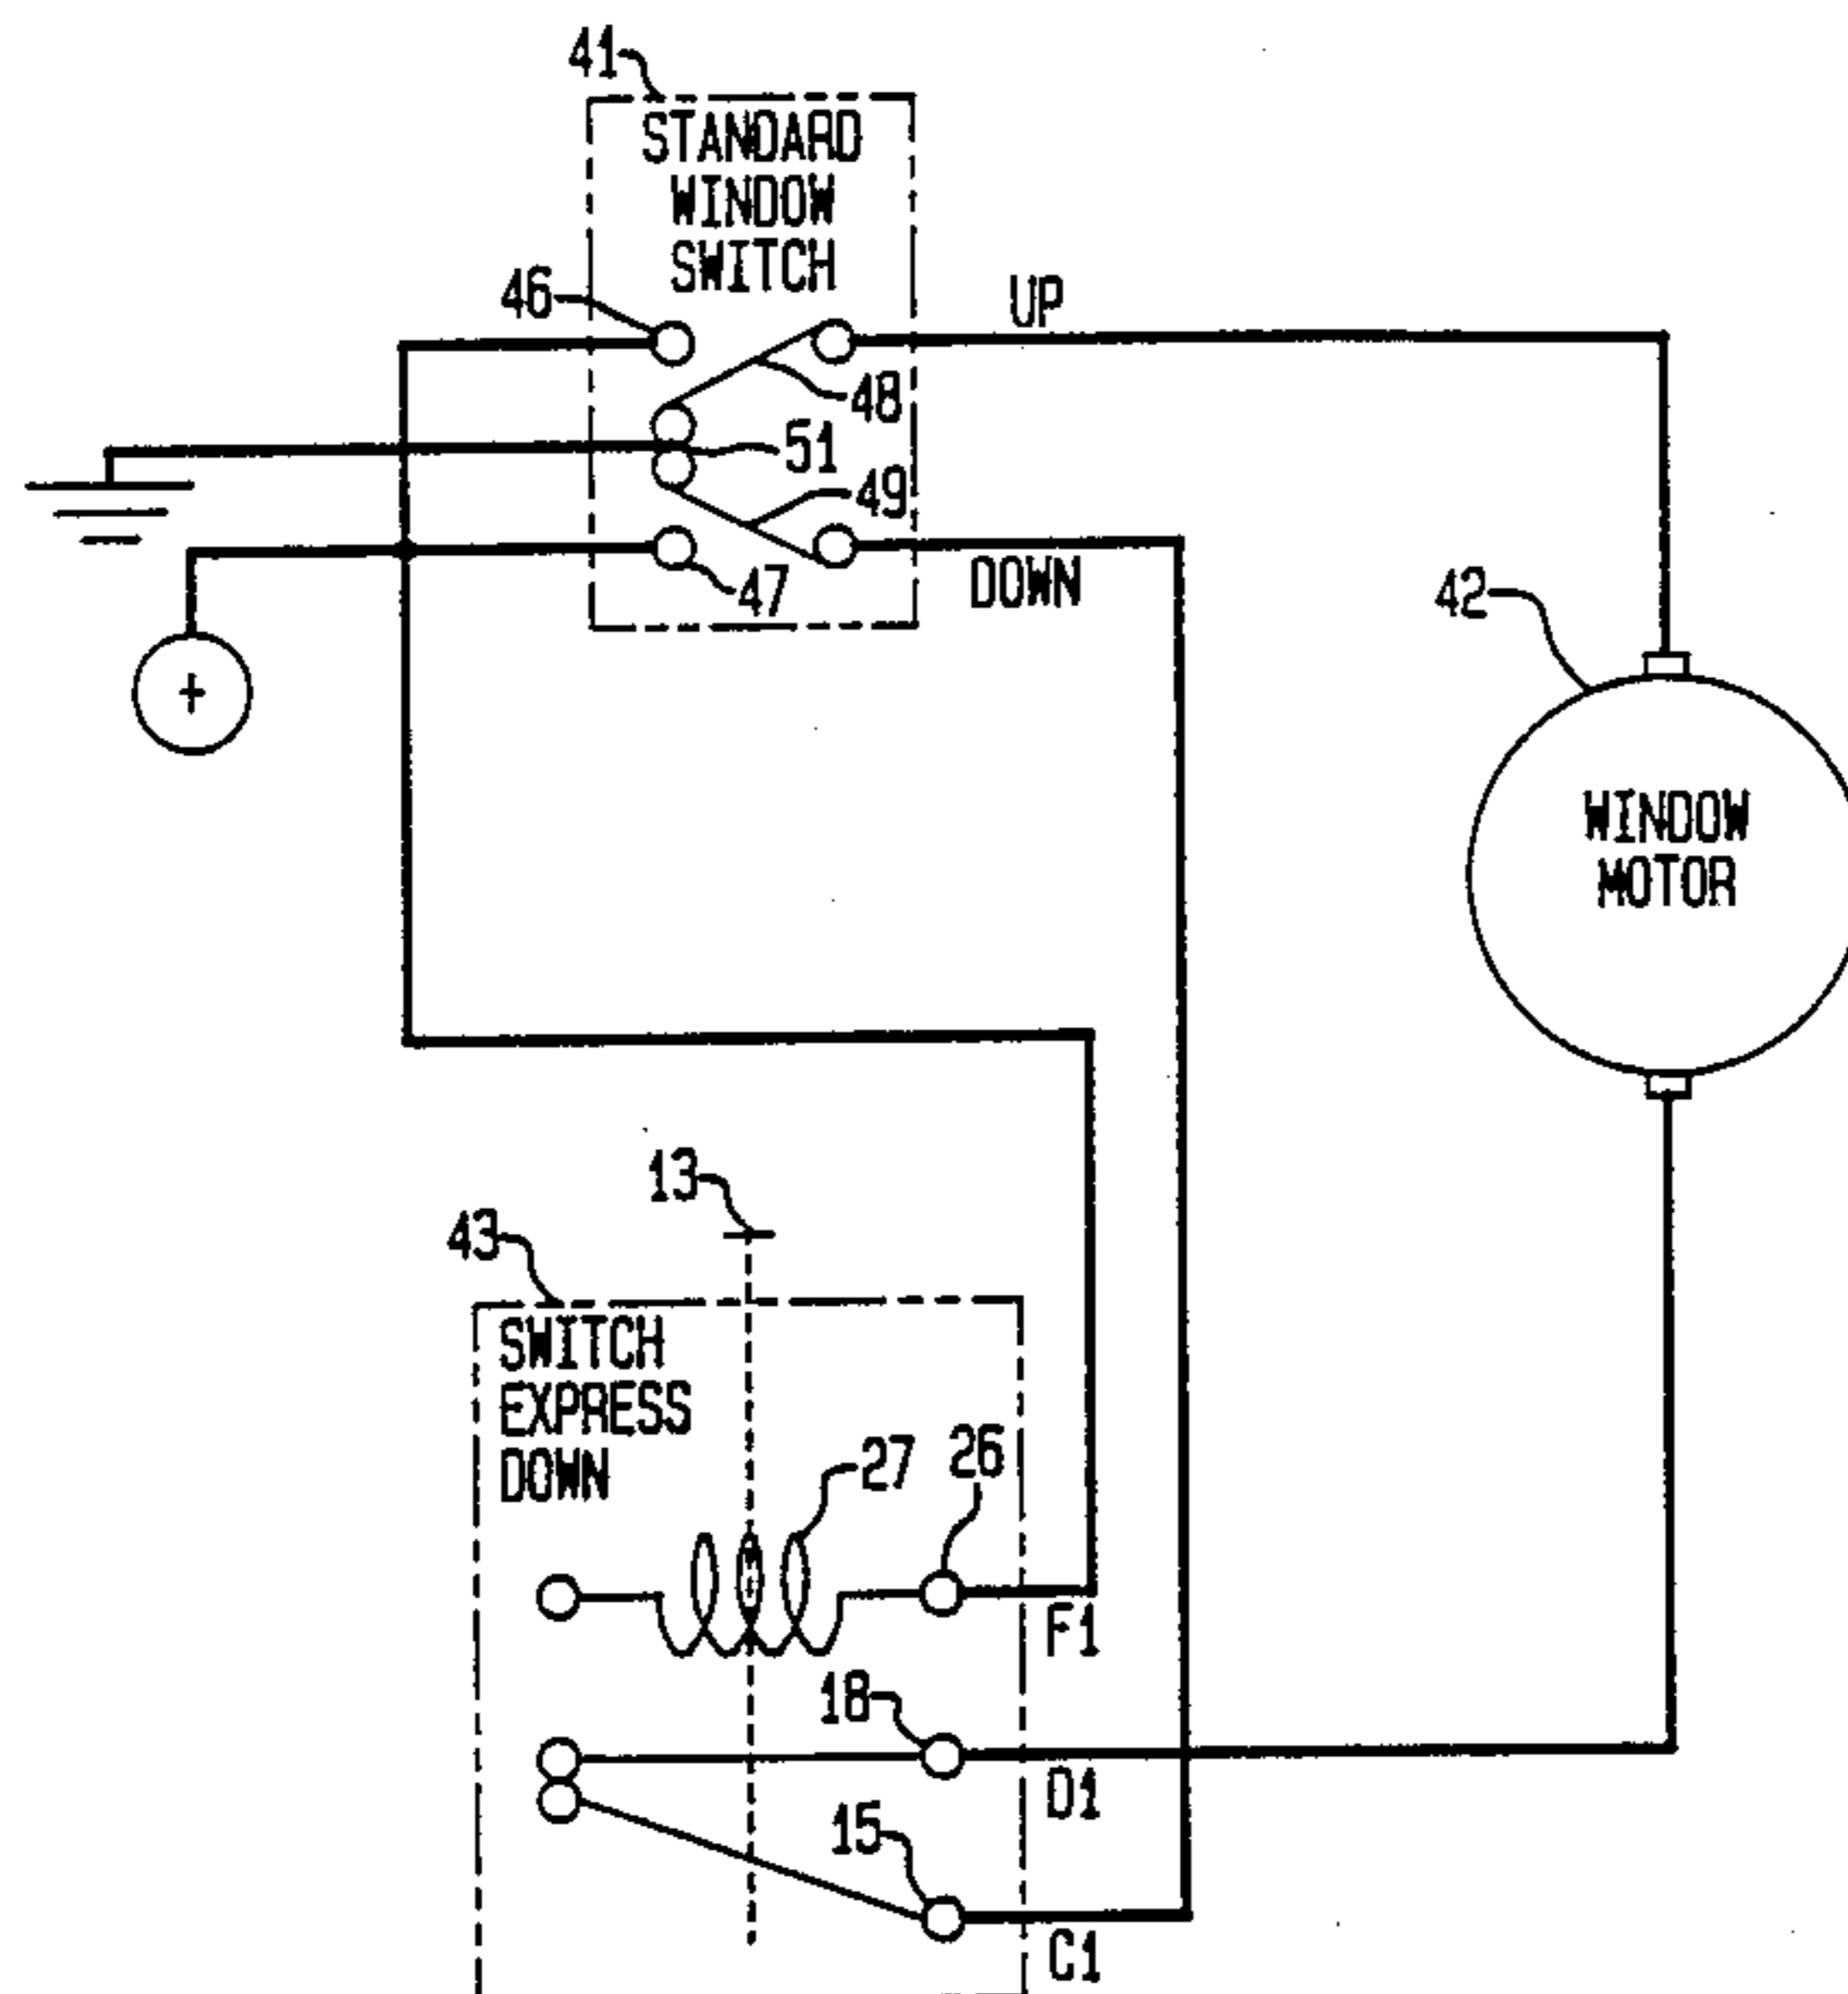 41
STANDARD
WINDOW
SWITCH
46
UP
48
51
49
47
DOWN
42
+
WINDOW
MOTOR
13
43
SWITCH
EXPRESS
DOWN
27
26
F1
18
D1
15
C1